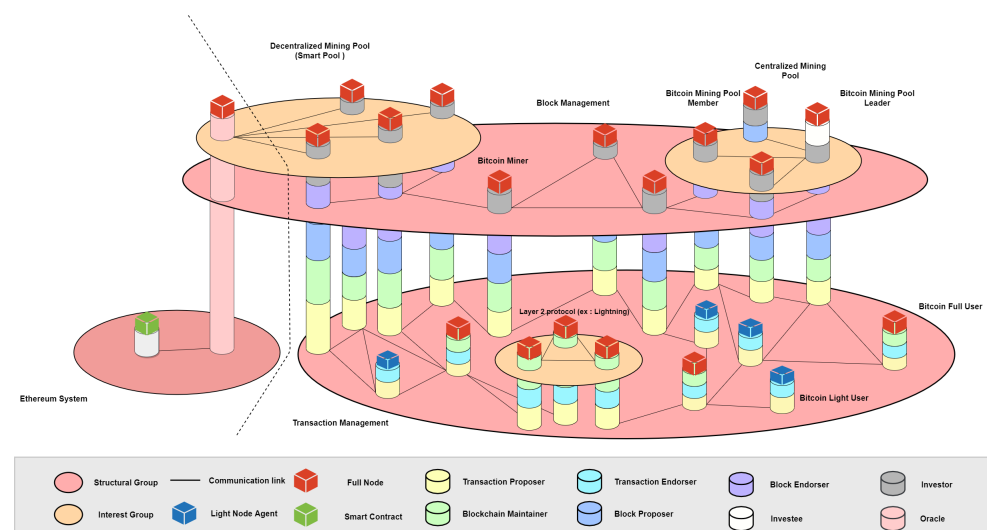 Decentralized Mining Pool
(Smart Pool )
Centralized Mining
Pool
Block Management
Bitcoin Mining Pool
Member
Bitcoin Mining Pool
Leader
Bitcoin Miner
Layer 2 protocol (ex : Lightning)
Bitcoin Full User
Ethereum System
Bitcoin Light User
Transaction Management
Structural Group
Communication link
Full Node
Transaction Proposer
Transaction Endorser
Block Endorser
Investor
Interest Group
Light Node Agent
Smart Contract
Blockchain Maintainer
Block Proposer
Investee
Oracle